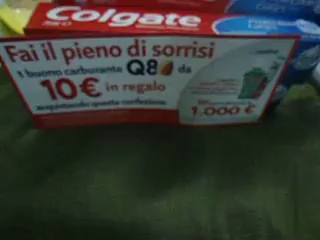 Colgate
Fai il pieno di sorrisi
1 buono carburante Q8 da
10€ in regalo
acquistando questa confezione
1.000 €